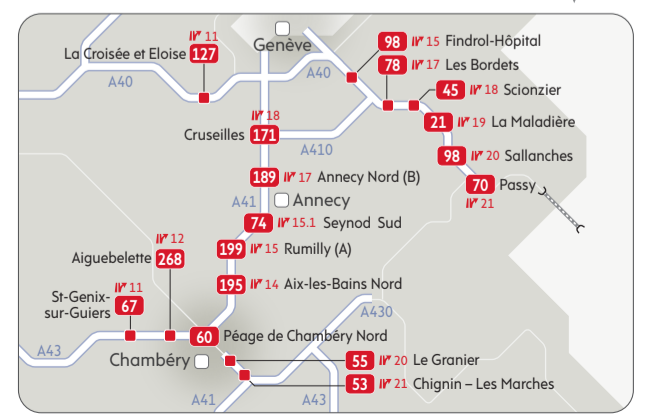 11
La Croisée et Eloise 127
Genève
98 15 Findrol-Hôpital
78 17 Les Bordets
A40
A40
45 18 Scionzier
18
21 19 La Maladière
Cruseilles 171
A410
98 20 Sallanches
189 17 Annecy Nord (B)
70 Passy
21
A41
Annecy
74 15.1 Seynod Sud
12
199 15 Rumilly (A)
Aiguebelette 268
11
195 14 Aix-les-Bains Nord
St-Genix-
sur-Guiers 67
A430
60 Péage de Chambéry Nord
A43
Chambéry
55 20 Le Granier
53 21 Chignin – Les Marches
A41
A43